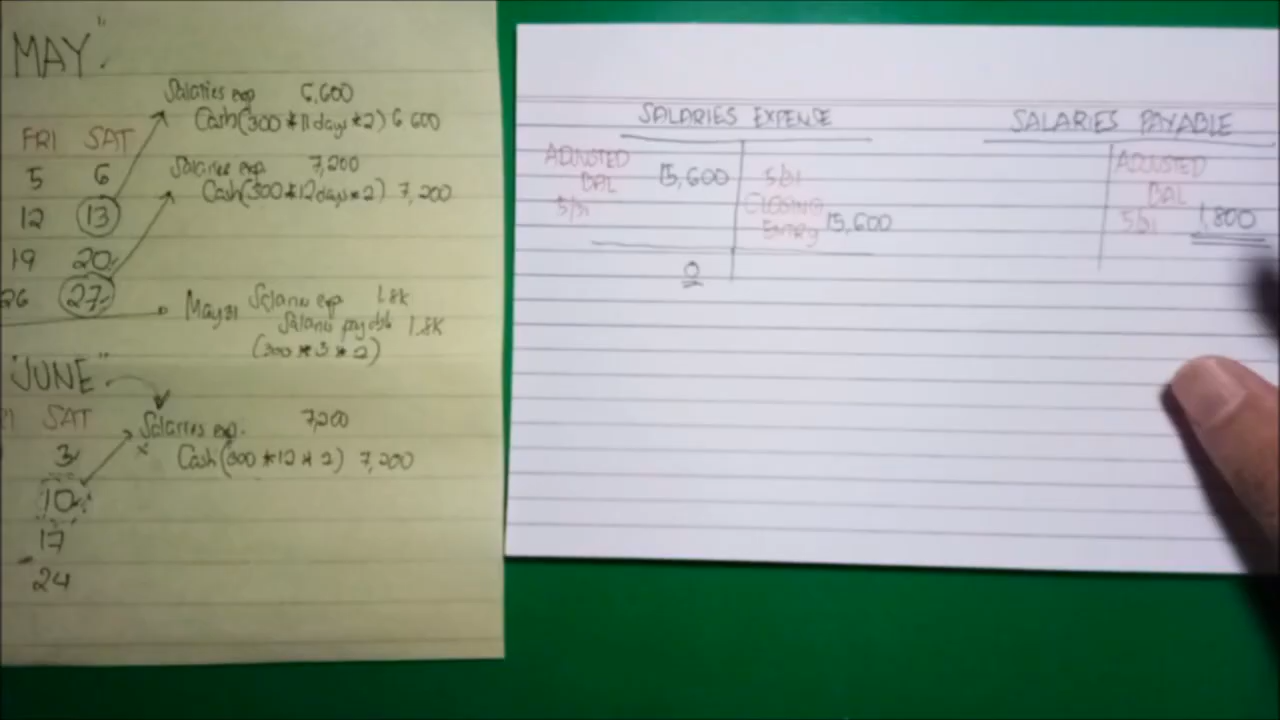 "MAY"
Salaries exp 6,600
Cash (300 * 11 days * 2) 6 600
FRI SAT
5 6
12 13
19 20
26 27
Salaries exp. 7,200
Cash (300 * 12 days * 2) 7,200
May 31 Salaries exp 1.8K
Salaries payable 1.8K
(300 * 3 * 2)
"JUNE"
SAT
3
10
17
24
Salaries exp. 7,200
Cash (300 * 12 * 2) 7,200
SALARIES EXPENSE
ADJUSTED
BAL
5/31
15,600
5/31
CLOSING
ENTRY 15,600
0
SALARIES PAYABLE
ADJUSTED
BAL
5/31 1,800